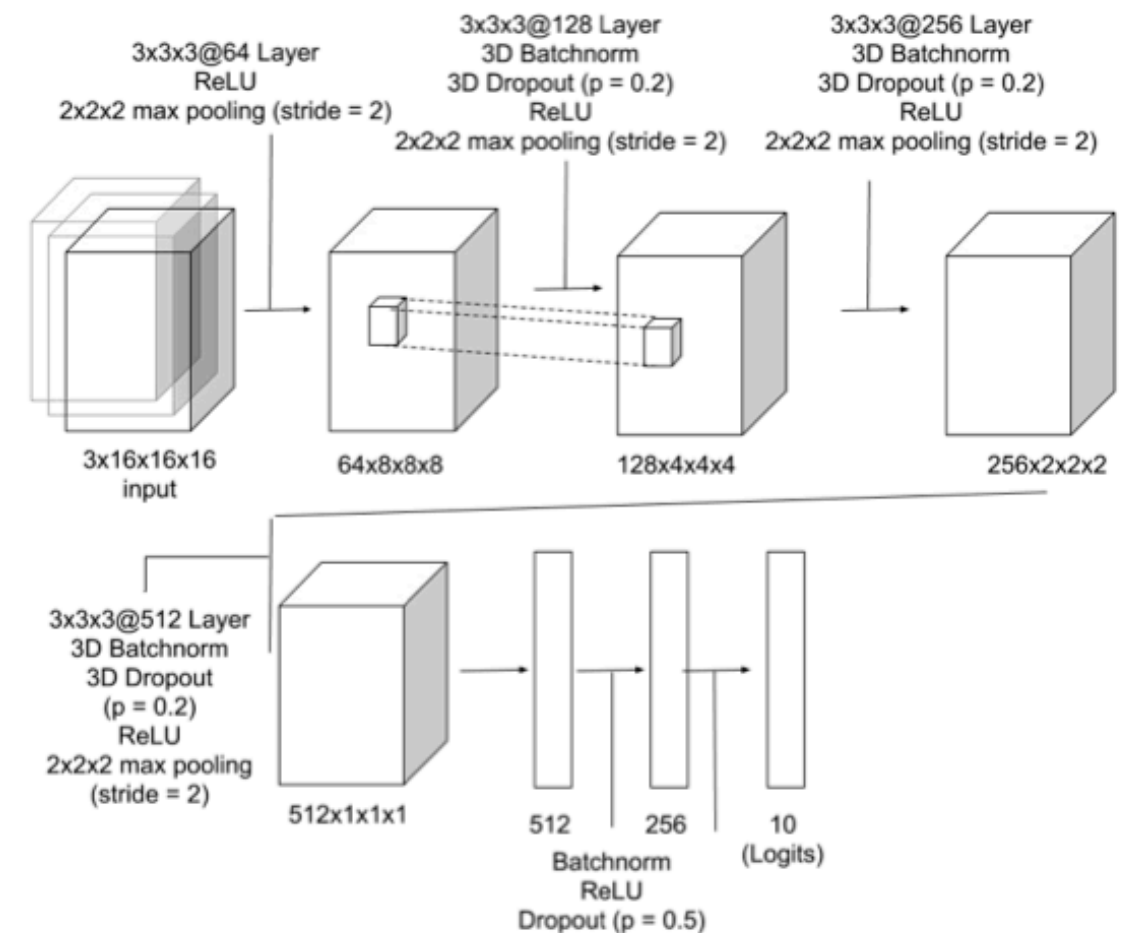 3x3x3@64 Layer
ReLU
2x2x2 max pooling (stride = 2)
3x3x3@128 Layer
3D Batchnorm
3D Dropout (p = 0.2)
ReLU
2x2x2 max pooling (stride = 2)
3x3x3@256 Layer
3D Batchnorm
3D Dropout (p = 0.2)
ReLU
2x2x2 max pooling (stride = 2)
3x16x16x16
input
64x8x8x8
128x4x4x4
256x2x2x2
3x3x3@512 Layer
3D Batchnorm
3D Dropout
(p = 0.2)
ReLU
2x2x2 max pooling
(stride = 2)
512x1x1x1
512
256
10
(Logits)
Batchnorm
ReLU
Dropout (p = 0.5)